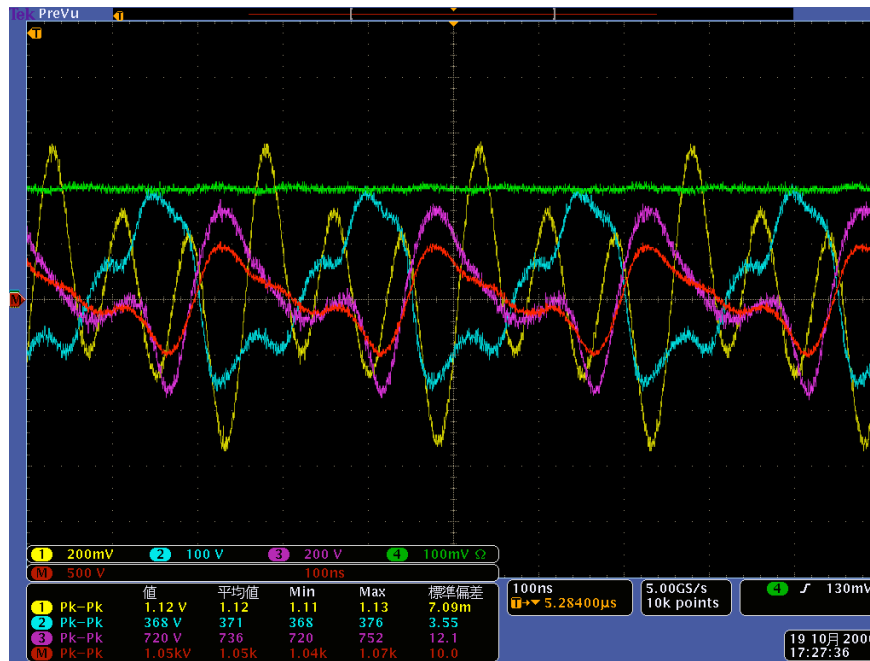 Tek PreVu
T
T
M
1 200mV 2 100 V 3 200 V 4 100mV Ω
M 500 V 100ns
値 平均値 Min Max 標準偏差
1 Pk-Pk 1.12 V 1.12 1.11 1.13 7.09m
2 Pk-Pk 368 V 371 368 376 3.55
3 Pk-Pk 720 V 736 720 752 12.1
M Pk-Pk 1.05kV 1.05k 1.04k 1.07k 10.0
100ns
T→▼ 5.28400µs
5.00GS/s
10k points
4 130mV
19 10月
17:27:36